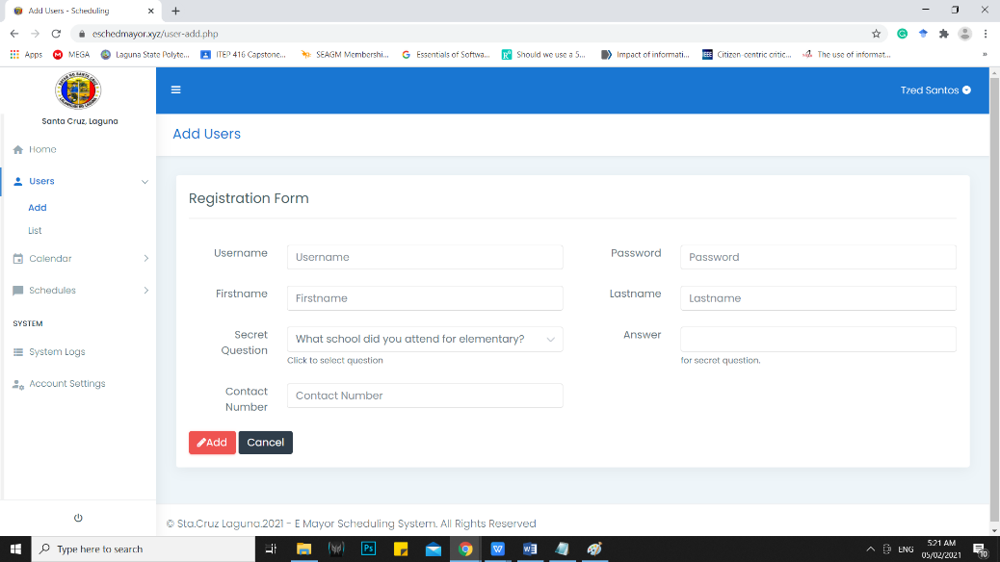 Add Users - Scheduling
eschedmayor.xyz/user-add.php
Apps
MEGA
Laguna State Polyte...
ITEP 416 Capstone...
SEAGM Membershi...
Essentials of Softwa...
Should we use a 5...
Impact of informati...
Citizen-centric critic...
The use of informat...
»
Santa Cruz, Laguna
Home
Users
Add
List
Calendar
Schedules
SYSTEM
System Logs
Account Settings
Tzed Santos
Add Users
Registration Form
Username
Username
Password
Password
Firstname
Firstname
Lastname
Lastname
Secret
Question
What school did you attend for elementary?
Click to select question
Answer
for secret question.
Contact
Number
Contact Number
Add
Cancel
© Sta.Cruz Laguna.2021 - E Mayor Scheduling System. All Rights Reserved
Type here to search
Ps
ENG
5:21 AM
05/02/2021
10